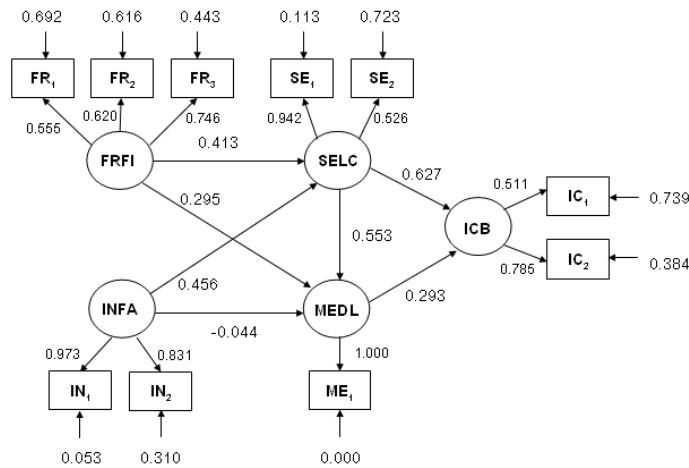 0.692 0.616 0.443 0.113 0.723
FR1 FR2 FR3 SE1 SE2
0.555 0.620 0.746 0.942 0.526
0.413
FRFI SELC
0.627
0.511 IC1 0.739
0.295
0.553 ICB
0.785 IC2 0.384
0.456
0.293
INFA MEDL
-0.044
0.973 0.831 1.000
IN1 IN2 ME1
0.053 0.310 0.000